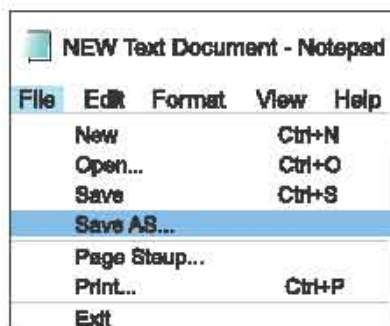 NEW Text Document - Notepad
File Edit Format View Help
New Ctrl+N
Open... Ctrl+O
Save Ctrl+S
Save AS...
Page Steup...
Print... Ctrl+P
Exit